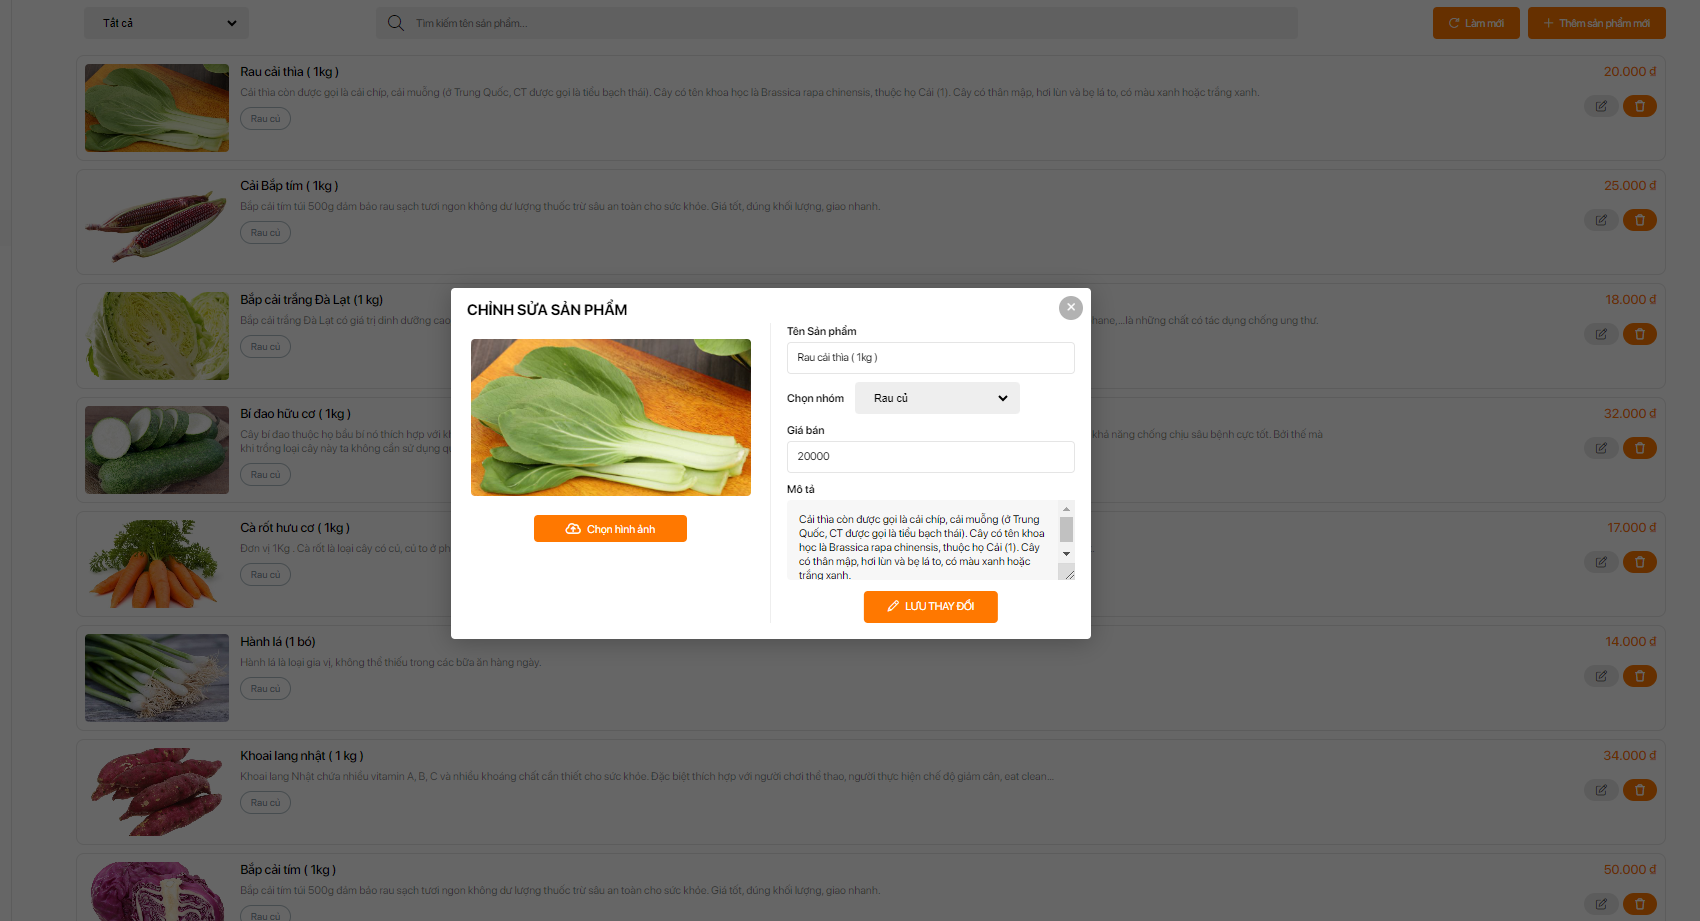 Tất cả
Tìm kiếm tên sản phẩm...
Làm mới
Thêm sản phẩm mới
Rau cải thìa ( 1kg )
20.000 đ
Cải thìa còn được gọi là cải chíp, cải muỗng (ở Trung Quốc, CT được gọi là tiểu bạch thái). Cây có tên khoa học là Brassica rapa chinensis, thuộc họ Cải (1). Cây có thân mập, hơi lùn và bẹ lá to, có màu xanh hoặc trắng xanh.
Rau củ
Cải Bắp tím ( 1kg )
25.000 đ
Bắp cải tím túi 500g đảm bảo rau sạch tươi ngon không dư lượng thuốc trừ sâu an toàn cho sức khỏe. Giá tốt, đúng khối lượng, giao nhanh.
Rau củ
Bắp cải trắng Đà Lạt (1 kg)
18.000 đ
Bắp cải trắng Đà Lạt có giá trị dinh dưỡng cao
hane,... là những chất có tác dụng chống ung thư.
Rau củ
Bí đao hữu cơ ( 1kg )
32.000 đ
Cây bí đao thuộc họ bầu bí nó thích hợp với kh
khả năng chống chịu sâu bệnh cực tốt. Bởi thế mà
khi trồng loại cây này ta không cần sử dụng qu
Rau củ
Cà rốt hưu cơ ( 1kg )
17.000 đ
Đơn vị 1Kg . Cà rốt là loại cây có củ, củ to ở ph
...
Rau củ
Hành lá (1 bó)
14.000 đ
Hành lá là loại gia vị, không thể thiếu trong các bữa ăn hàng ngày.
Rau củ
Khoai lang nhật ( 1 kg )
34.000 đ
Khoai lang Nhật chứa nhiều vitamin A, B, C và nhiều khoáng chất cần thiết cho sức khỏe. Đặc biệt thích hợp với người chơi thể thao, người thực hiện chế độ giảm cân, eat clean...
Rau củ
Bắp cải tím ( 1kg )
50.000 đ
Bắp cải tím túi 500g đảm bảo rau sạch tươi ngon không dư lượng thuốc trừ sâu an toàn cho sức khỏe. Giá tốt, đúng khối lượng, giao nhanh.
Rau củ
CHỈNH SỬA SẢN PHẨM
Chọn hình ảnh
Tên Sản phẩm
Rau cải thìa ( 1kg )
Chọn nhóm
Rau củ
Giá bán
20000
Mô tả
Cải thìa còn được gọi là cải chíp, cải muỗng (ở Trung
Quốc, CT được gọi là tiểu bạch thái). Cây có tên khoa
học là Brassica rapa chinensis, thuộc họ Cải (1). Cây
có thân mập, hơi lùn và bẹ lá to, có màu xanh hoặc
trắng xanh.
LƯU THAY ĐỔI